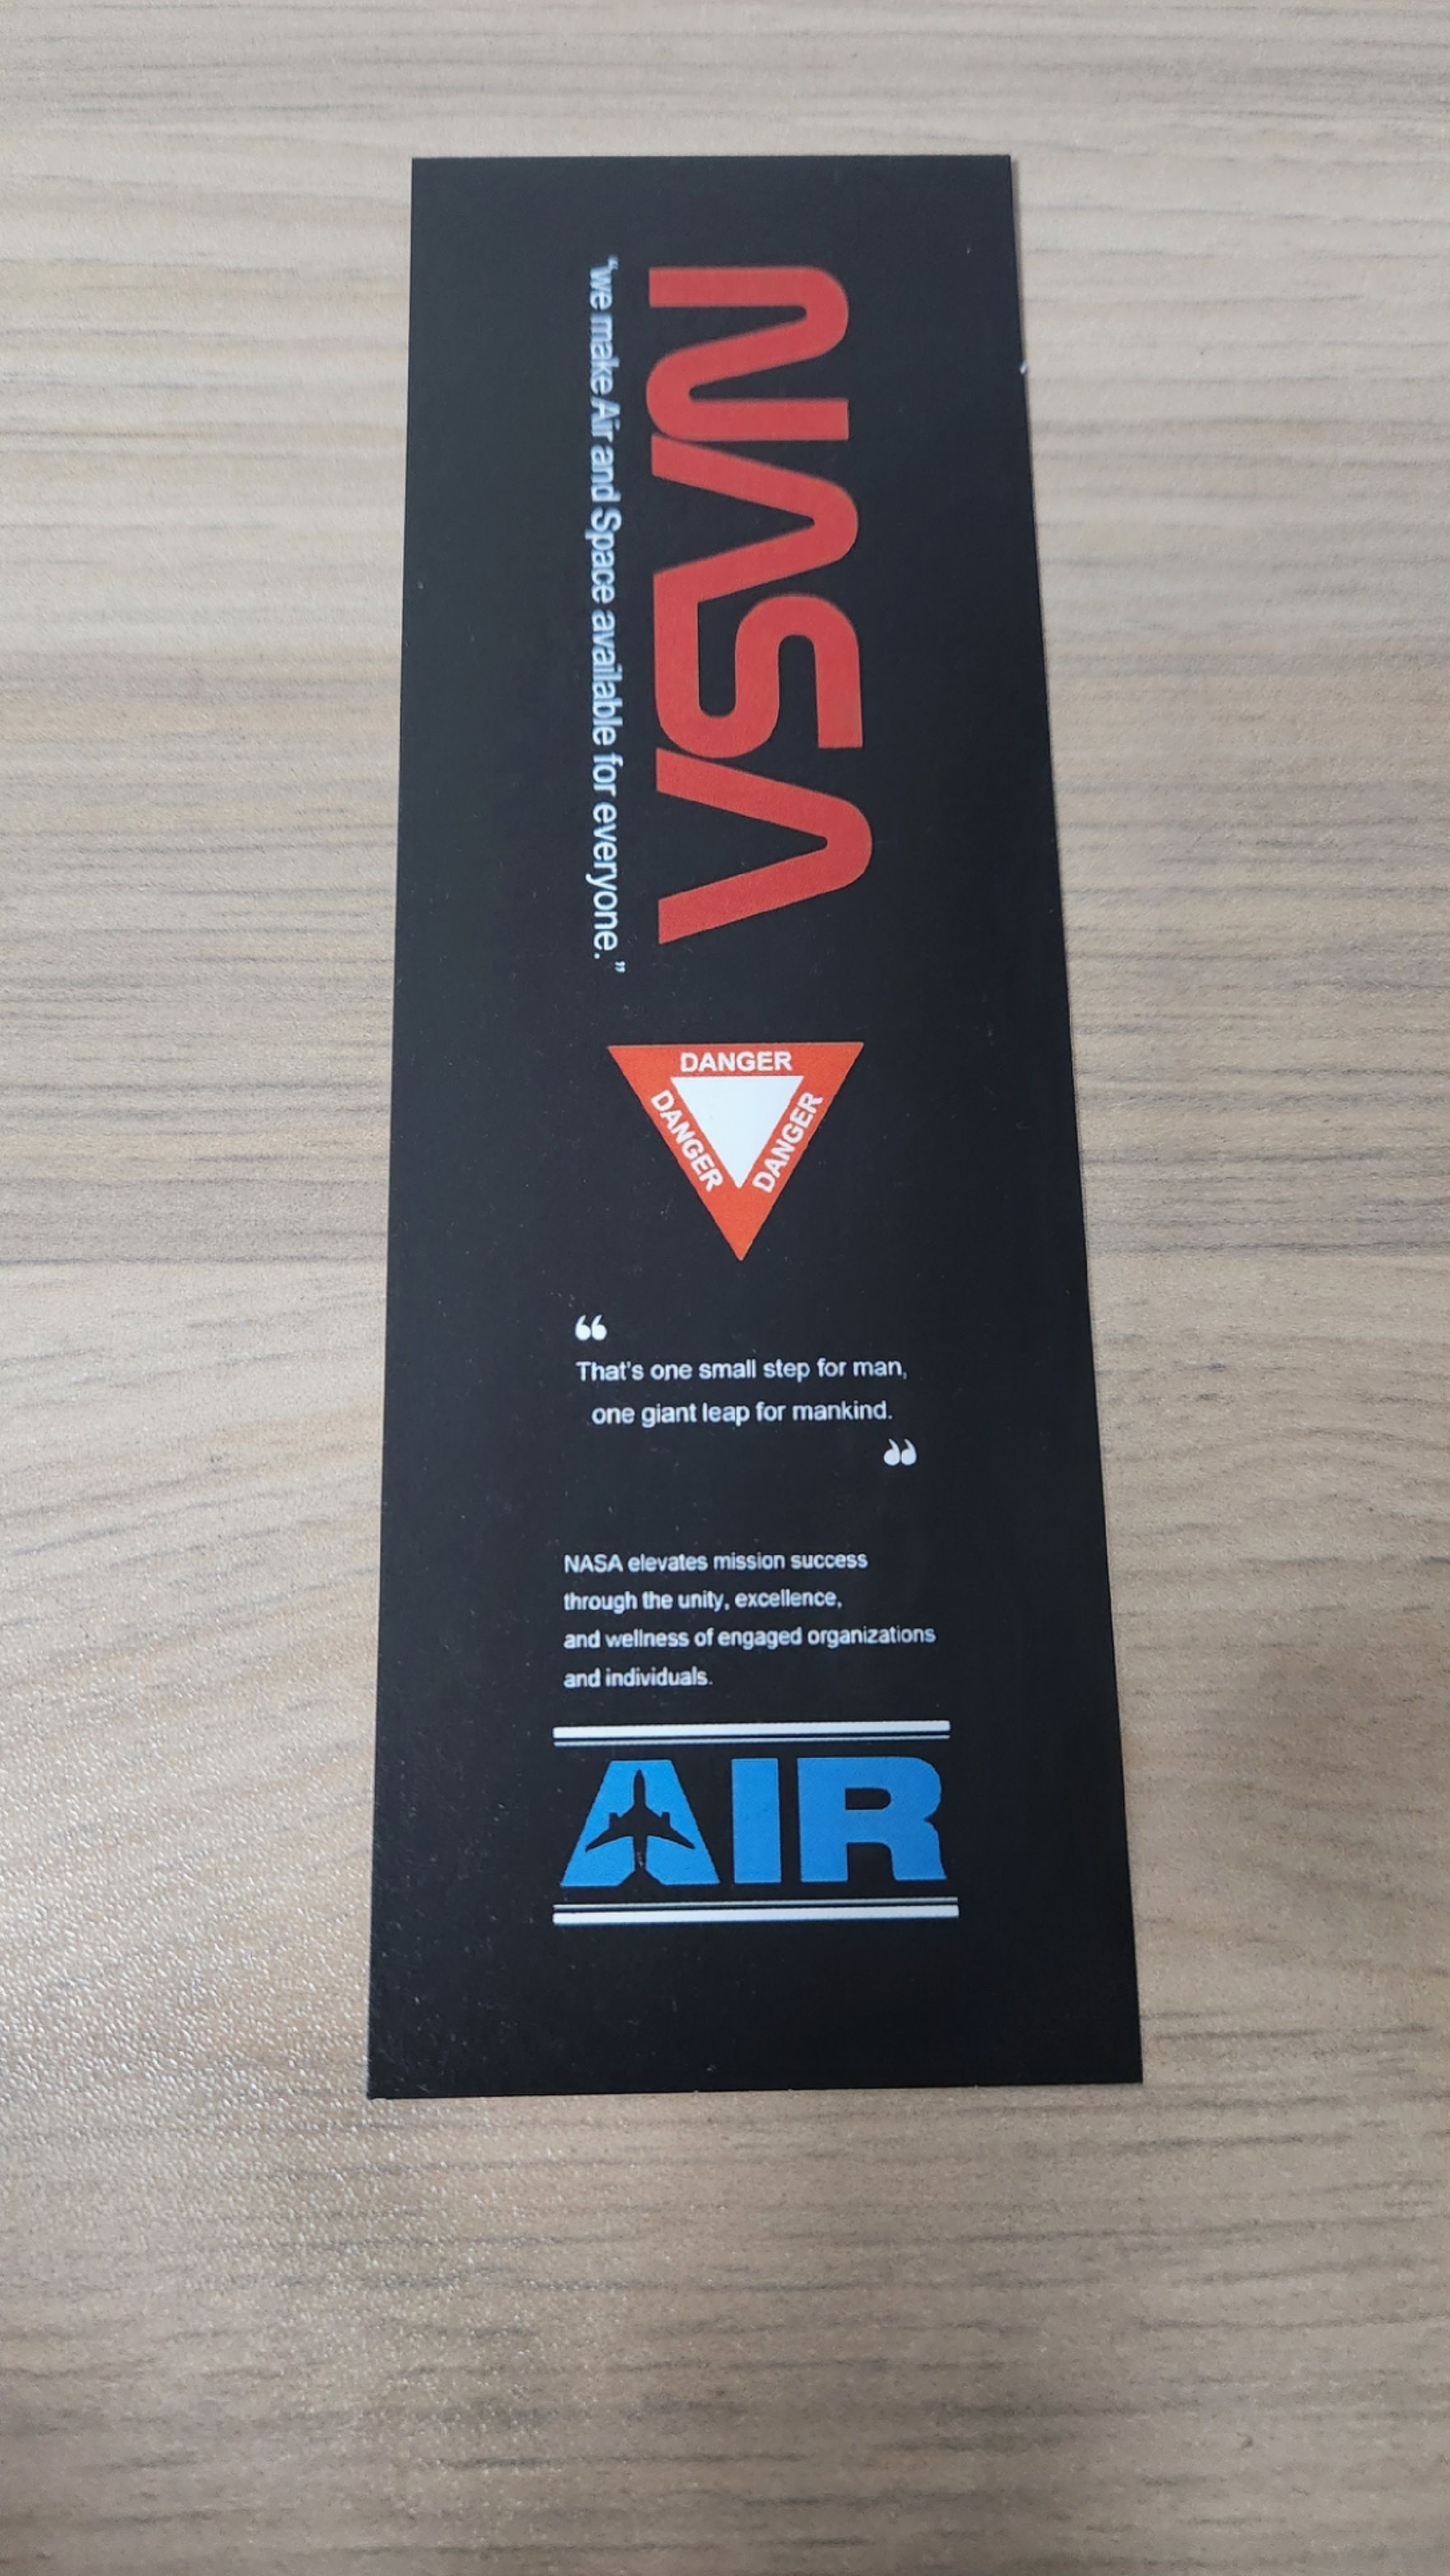 NASA
“we make Air and Space available for everyone.”
DANGER
DANGER
DANGER
“
That's one small step for man,
one giant leap for mankind.
”
NASA elevates mission success
through the unity, excellence,
and wellness of engaged organizations
and individuals.
AIR